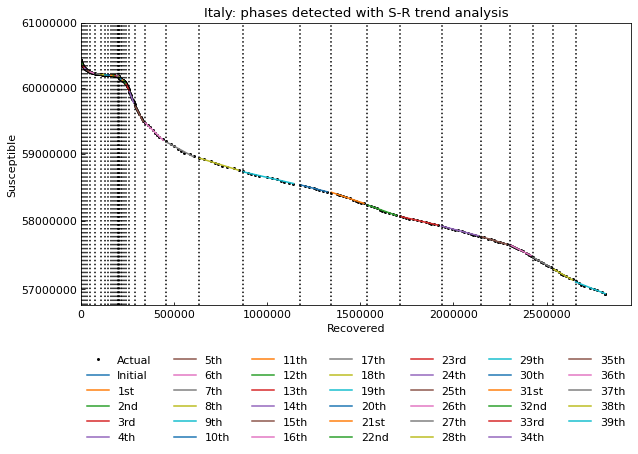 Italy: phases detected with S-R trend analysis
61000000
60000000
59000000
58000000
57000000
Susceptible
0 500000 1000000 1500000 2000000 2500000
Recovered
Actual 5th 11th 17th 23rd 29th 35th
Initial 6th 12th 18th 24th 30th 36th
1st 7th 13th 19th 25th 31st 37th
2nd 8th 14th 20th 26th 32nd 38th
3rd 9th 15th 21st 27th 33rd 39th
4th 10th 16th 22nd 28th 34th